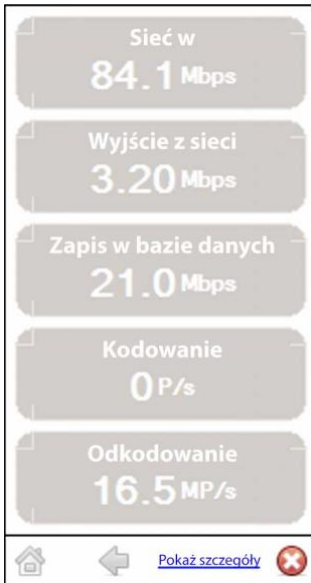 Sieć w
84.1 Mbps
Wyjście z sieci
3.20 Mbps
Zapis w bazie danych
21.0 Mbps
Kodowanie
0 P/s
Odkodowanie
16.5 MP/s
Pokaż szczegóły